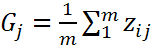 G_j = \frac{1}{m} \sum_{1}^{m} z_{ij}